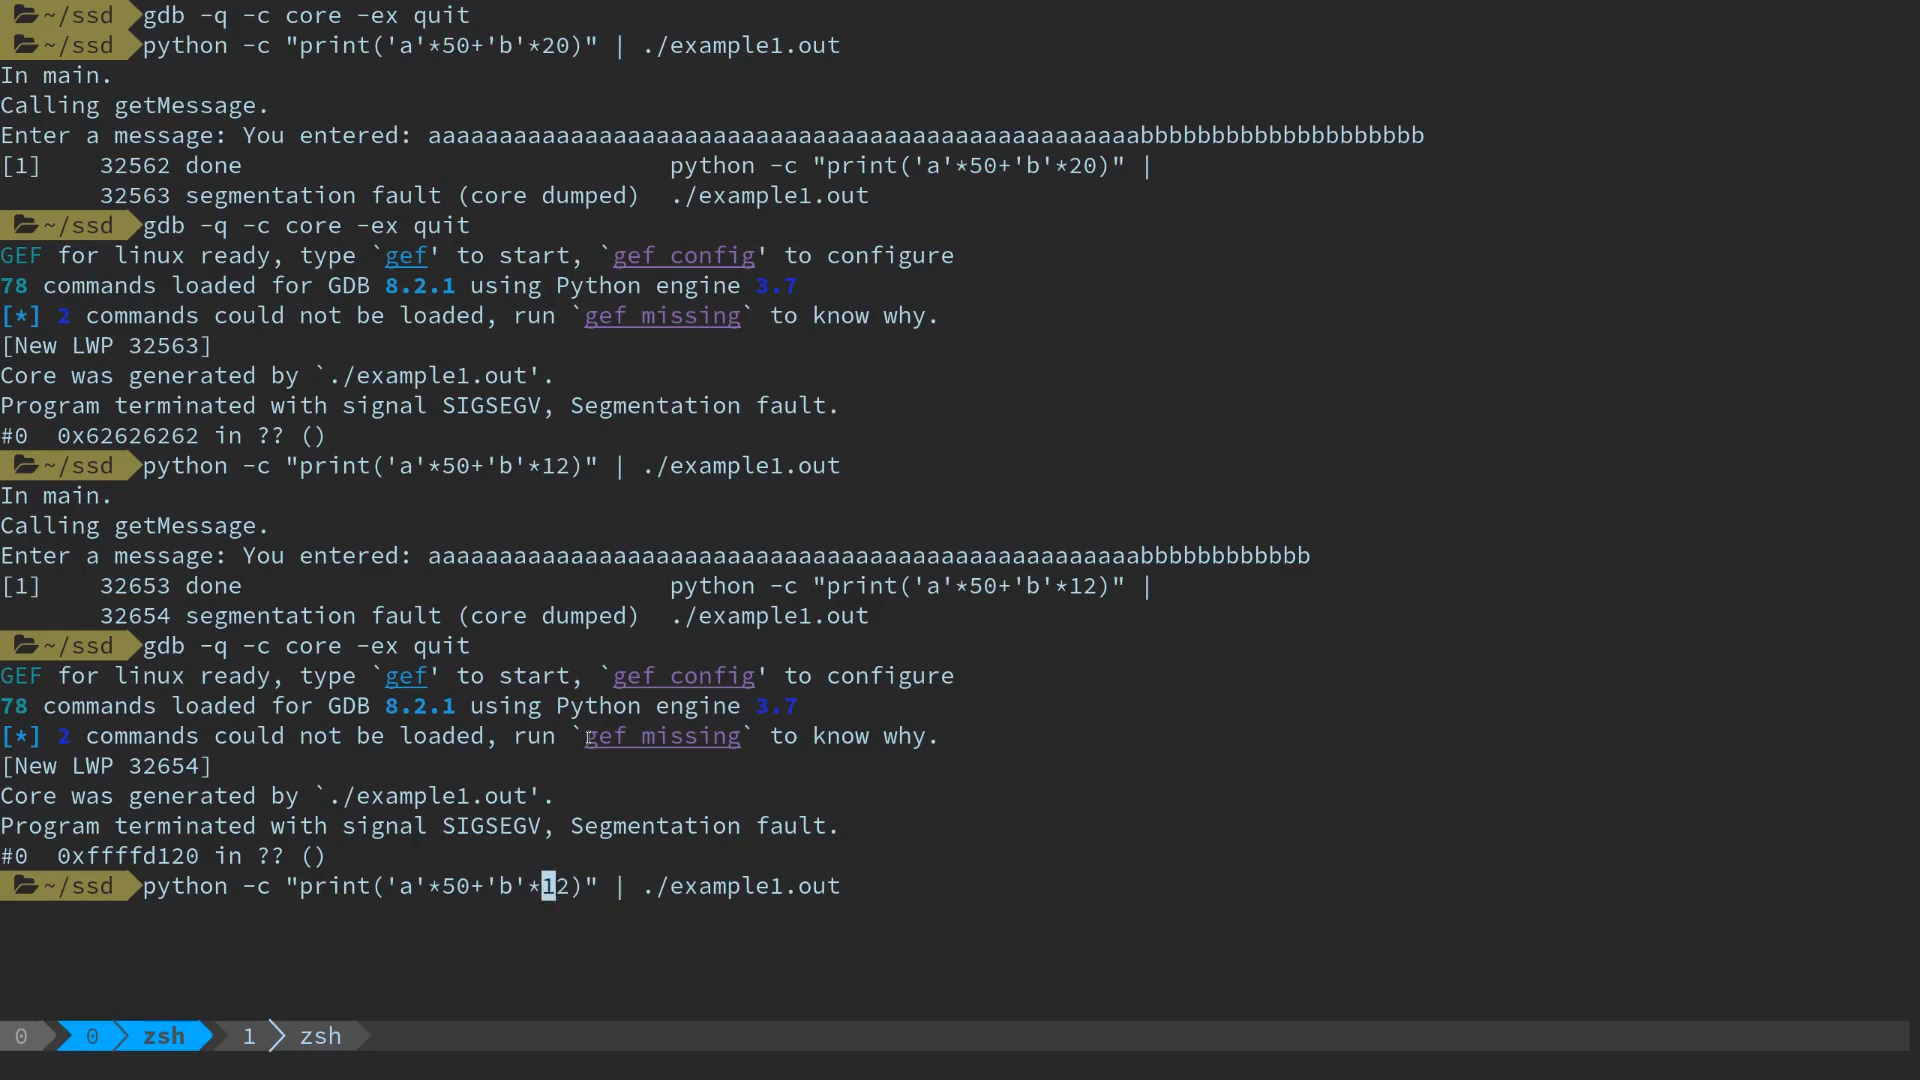 ~/ssd gdb -q -c core -ex quit
~/ssd python -c "print('a'*50+'b'*20)" | ./example1.out
In main.
Calling getMessage.
Enter a message: You entered: aaaaaaaaaaaaaaaaaaaaaaaaaaaaaaaaaaaaaaaaaaaaaaaaaabbbbbbbbbbbbbbbbbbbb
[1]    32562 done                              python -c "print('a'*50+'b'*20)" |
       32563 segmentation fault (core dumped)  ./example1.out
~/ssd gdb -q -c core -ex quit
GEF for linux ready, type `gef' to start, `gef config' to configure
78 commands loaded for GDB 8.2.1 using Python engine 3.7
[*] 2 commands could not be loaded, run `gef missing` to know why.
[New LWP 32563]
Core was generated by `./example1.out'.
Program terminated with signal SIGSEGV, Segmentation fault.
#0  0x62626262 in ?? ()
~/ssd python -c "print('a'*50+'b'*12)" | ./example1.out
In main.
Calling getMessage.
Enter a message: You entered: aaaaaaaaaaaaaaaaaaaaaaaaaaaaaaaaaaaaaaaaaaaaaaaaaabbbbbbbbbbbb
[1]    32653 done                              python -c "print('a'*50+'b'*12)" |
       32654 segmentation fault (core dumped)  ./example1.out
~/ssd gdb -q -c core -ex quit
GEF for linux ready, type `gef' to start, `gef config' to configure
78 commands loaded for GDB 8.2.1 using Python engine 3.7
[*] 2 commands could not be loaded, run `gef missing` to know why.
[New LWP 32654]
Core was generated by `./example1.out'.
Program terminated with signal SIGSEGV, Segmentation fault.
#0  0xffffd120 in ?? ()
~/ssd python -c "print('a'*50+'b'*12)" | ./example1.out
0 0 zsh 1 zsh